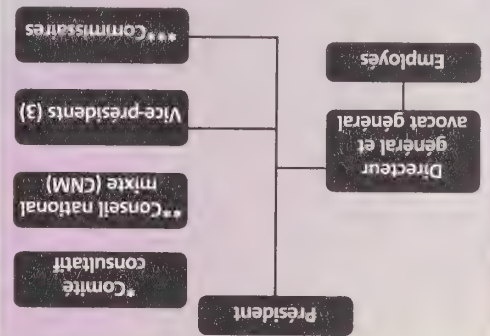 Président
*Comité
consultatif
**Conseil national
mixte (CNM)
Directeur
général et
avocat général
Vice-présidents (3)
Employés
***Commissaires